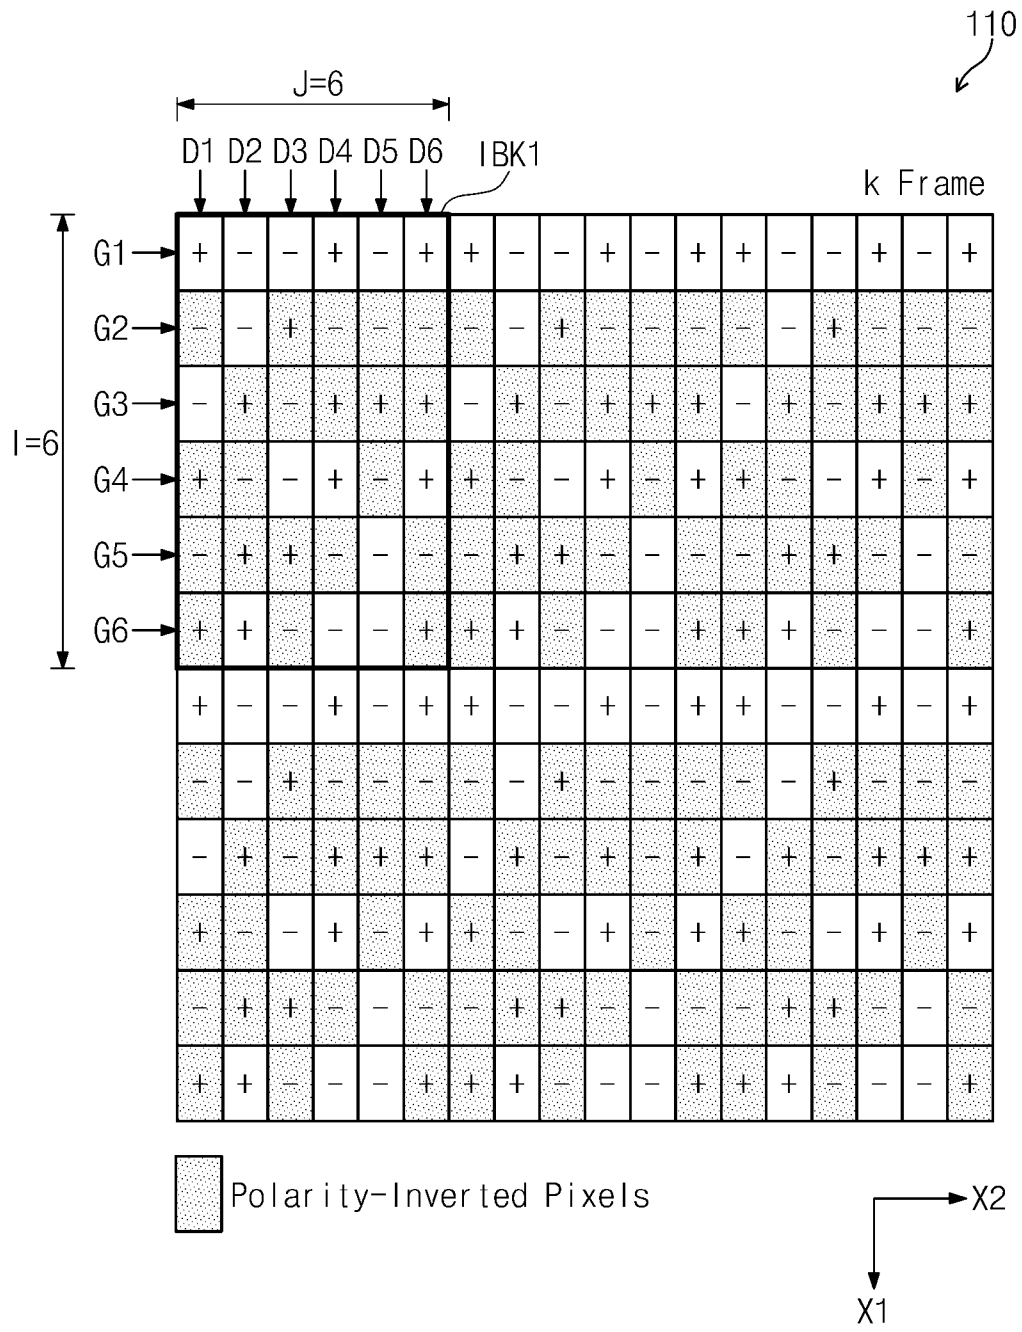 110
J=6
D1 D2 D3 D4 D5 D6 IBK1
k Frame
I=6
G1 + − − + − + + − − + − + + − − + − +
G2 − − + − − − − − + − − − − − + − − −
G3 − + − + + + − + − + + + − + − + + +
G4 + − − + − + + − − + − + + − − + − +
G5 − + + − − − − + + − − − − + + − − −
G6 + + − − − + + + − − − + + + − − − +
+ − − + − + + − − + − + + − − + − +
− − + − − − − − + − − − − − + − − −
− + − + + + − + − + − + − + − + + +
+ − − + − + + − − + − + + − − + − +
− + + − − − − + + − − − − + + − − −
+ + − − − + + + − − − + + + − − − +
Polarity-Inverted Pixels
X2
X1